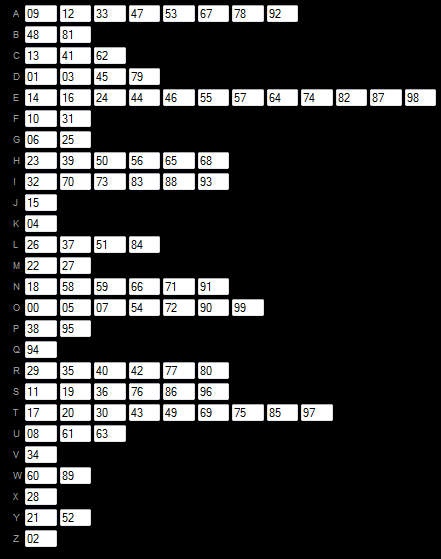 A 09 12 33 47 53 67 78 92
B 48 81
C 13 41 62
D 01 03 45 79
E 14 16 24 44 46 55 57 64 74 82 87 98
F 10 31
G 06 25
H 23 39 50 56 65 68
I 32 70 73 83 88 93
J 15
K 04
L 26 37 51 84
M 22 27
N 18 58 59 66 71 91
O 00 05 07 54 72 90 99
P 38 95
Q 94
R 29 35 40 42 77 80
S 11 19 36 76 86 96
T 17 20 30 43 49 69 75 85 97
U 08 61 63
V 34
W 60 89
X 28
Y 21 52
Z 02